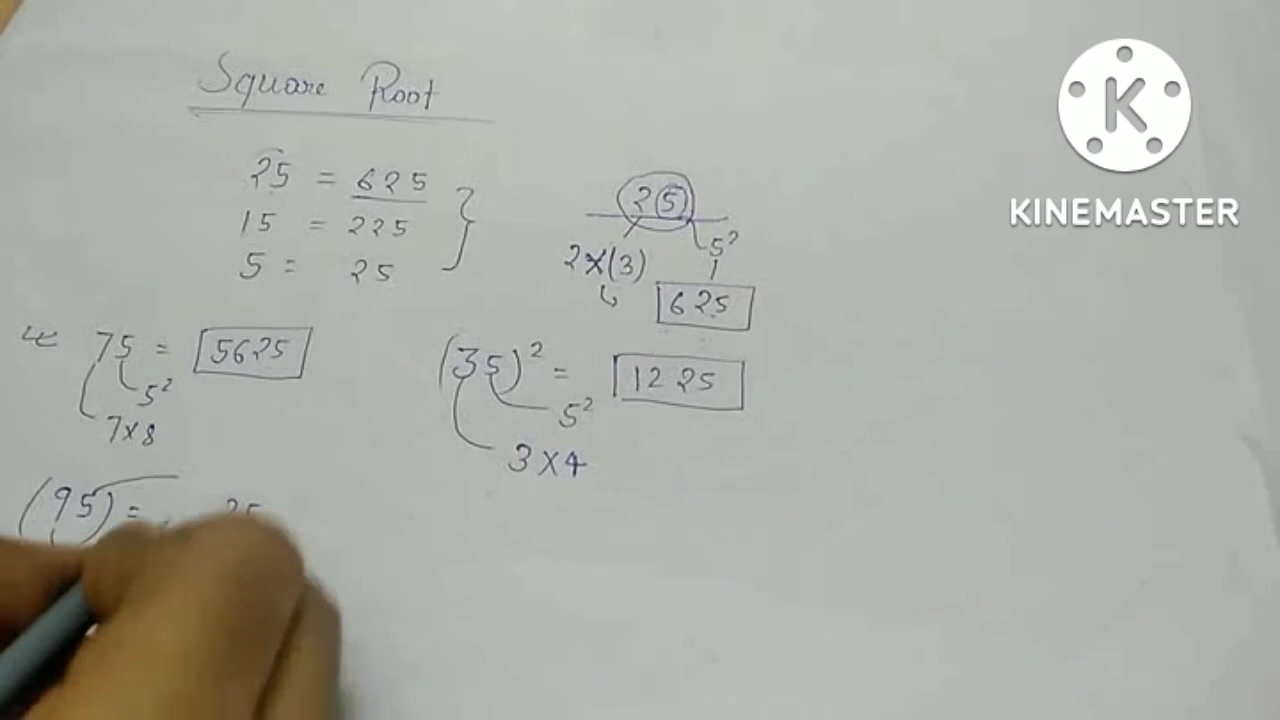 Square Root
25 = 625
15 = 225
5 = 25
25
2×(3)
5²
625
75 = 5625
5²
7×8
(35)² = 1225
5²
3×4
(95) = 25
K
KINEMASTER